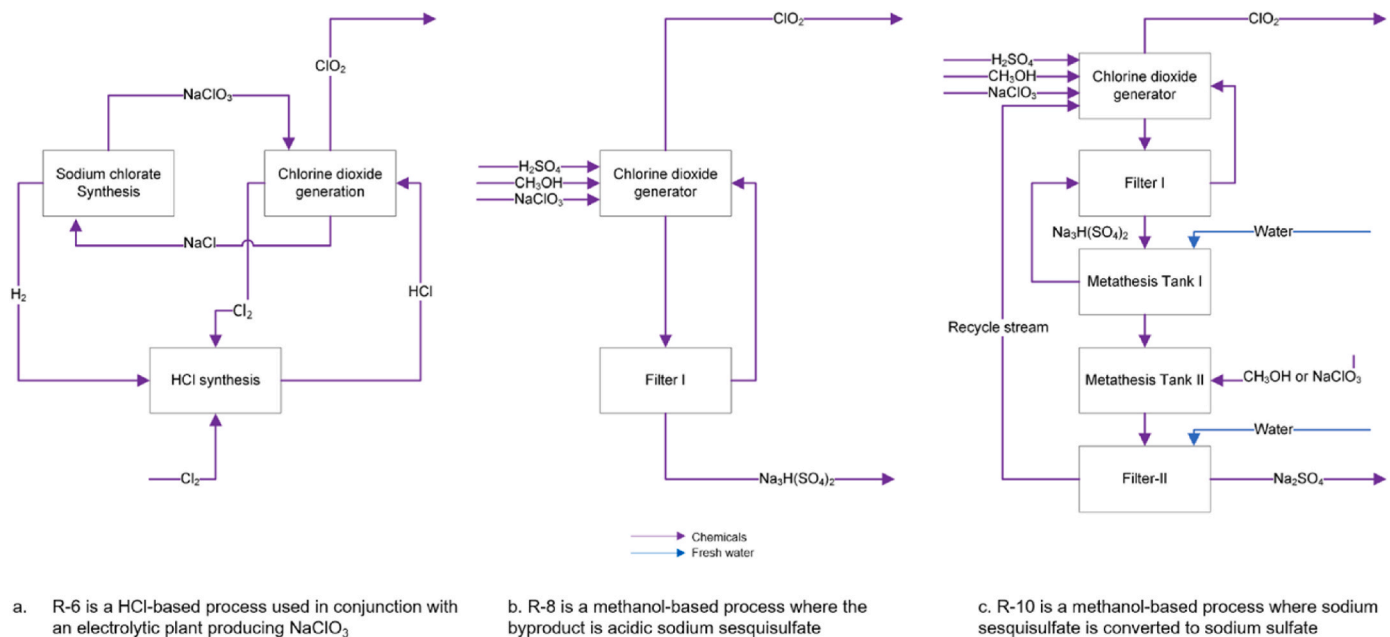 ClO₂
NaClO₃
Sodium chlorate
Synthesis
Chlorine dioxide
generation
NaCl
H₂
Cl₂
HCl
HCl synthesis
Cl₂
a. R-6 is a HCl-based process used in conjunction with
an electrolytic plant producing NaClO₃
ClO₂
H₂SO₄
CH₃OH
NaClO₃
Chlorine dioxide
generator
Filter I
Na₃H(SO₄)₂
Chemicals
Fresh water
b. R-8 is a methanol-based process where the
byproduct is acidic sodium sesquisulfate
ClO₂
H₂SO₄
CH₃OH
NaClO₃
Chlorine dioxide
generator
Filter I
Na₃H(SO₄)₂
Water
Metathesis Tank I
Recycle stream
Metathesis Tank II
CH₃OH or NaClO₃
Water
Filter-II
Na₂SO₄
c. R-10 is a methanol-based process where sodium
sesquisulfate is converted to sodium sulfate